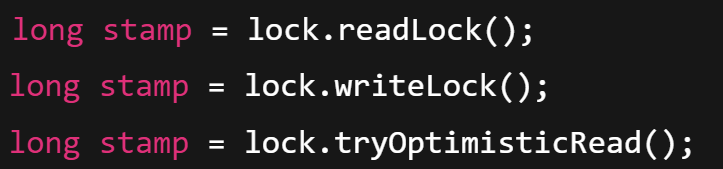 long stamp = lock.readLock();
long stamp = lock.writeLock();
long stamp = lock.tryOptimisticRead();